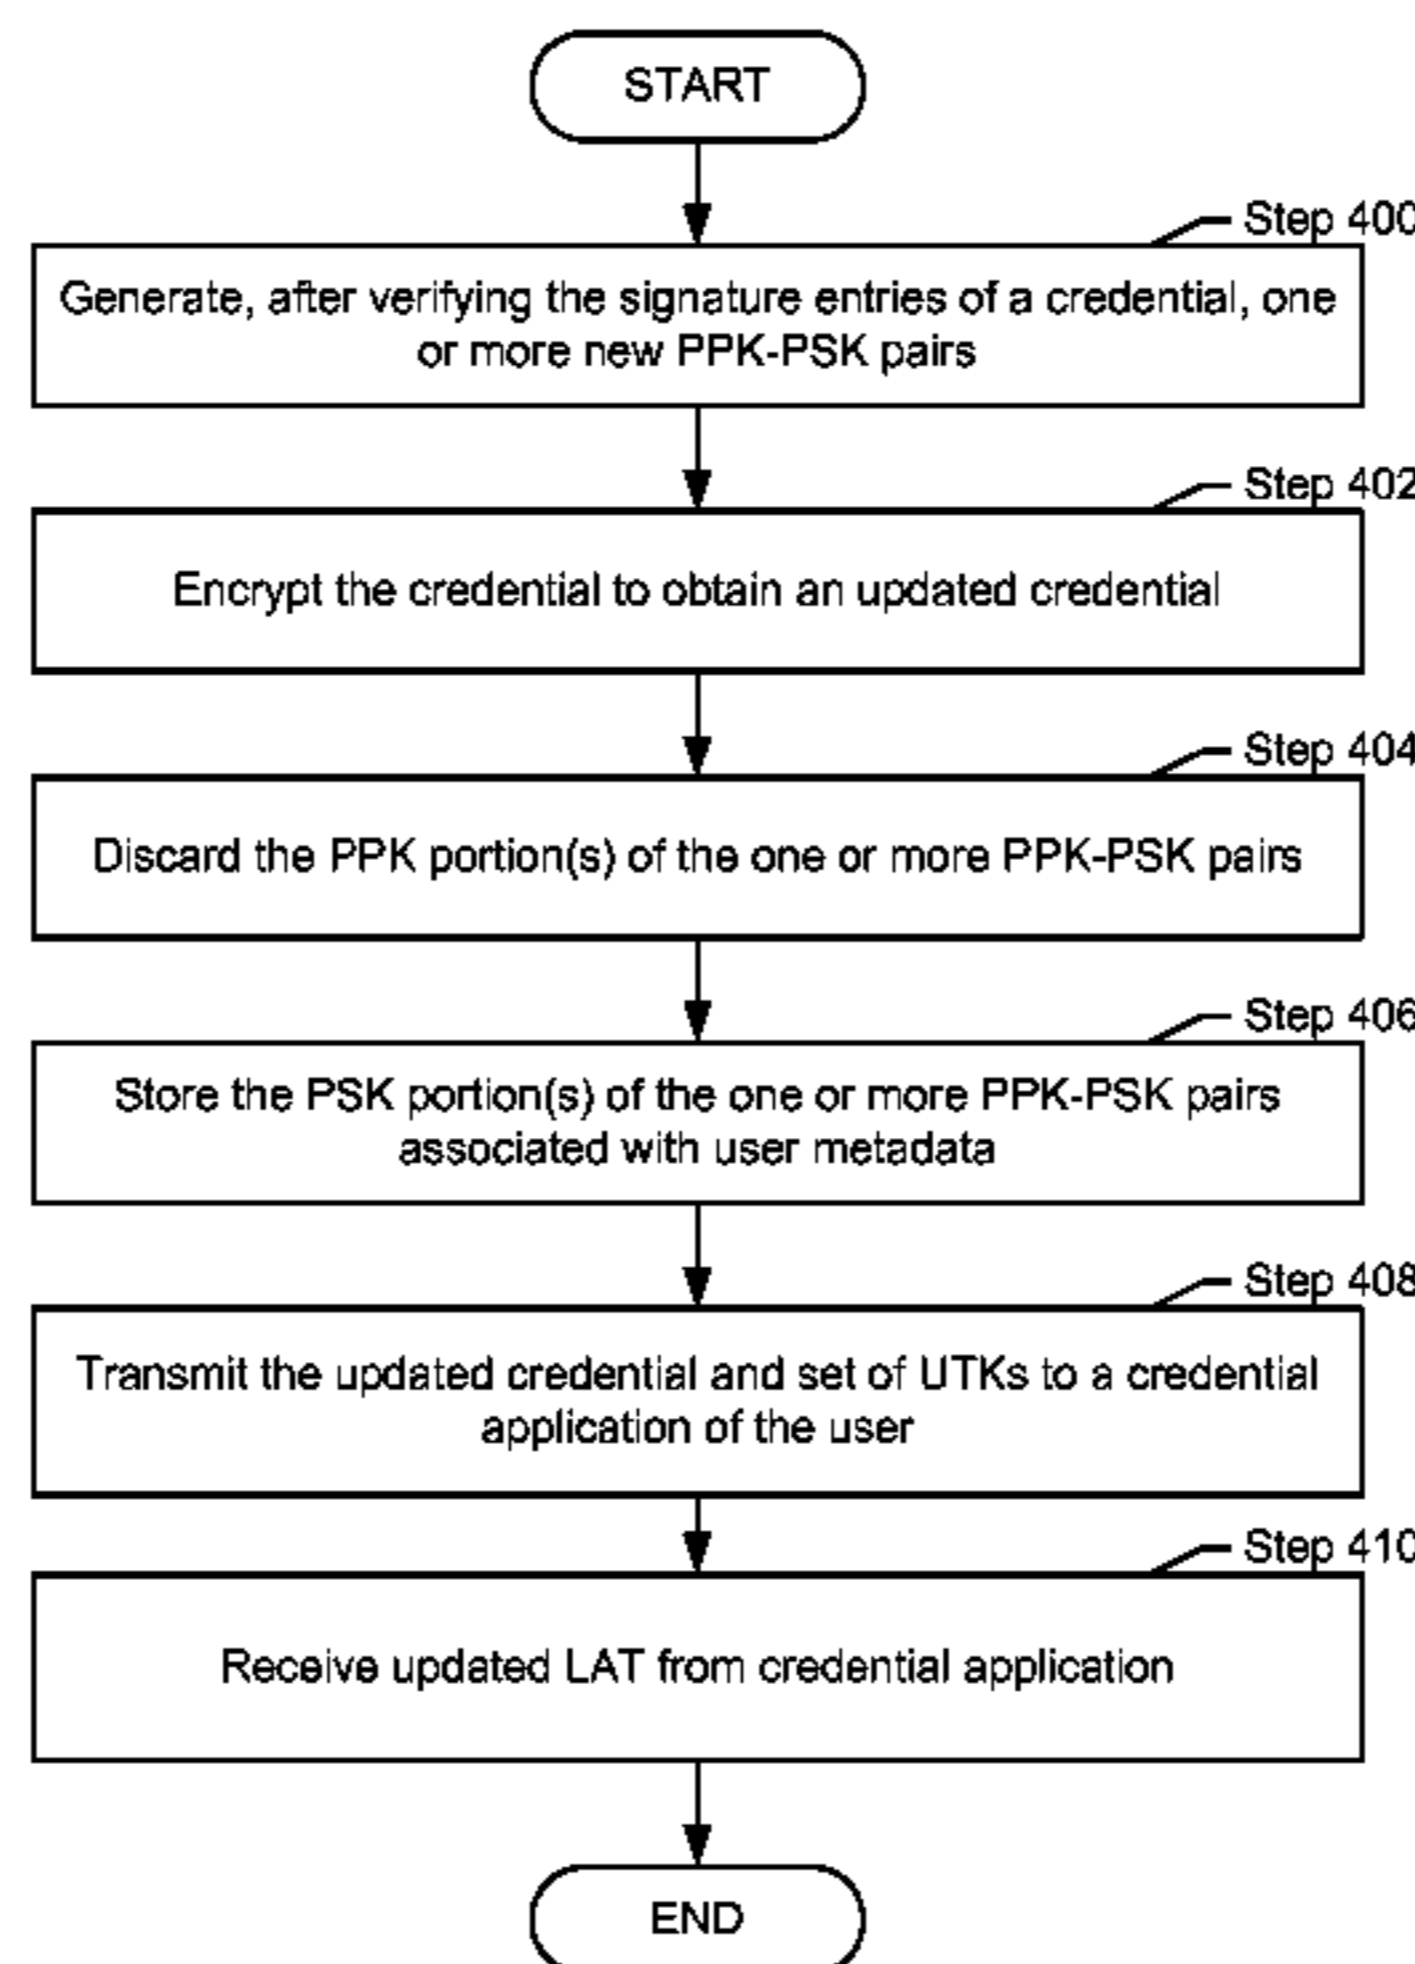 START
Step 400
Generate, after verifying the signature entries of a credential, one
or more new PPK-PSK pairs
Step 402
Encrypt the credential to obtain an updated credential
Step 404
Discard the PPK portion(s) of the one or more PPK-PSK pairs
Step 406
Store the PSK portion(s) of the one or more PPK-PSK pairs
associated with user metadata
Step 408
Transmit the updated credential and set of UTKs to a credential
application of the user
Step 410
Receive updated LAT from credential application
END